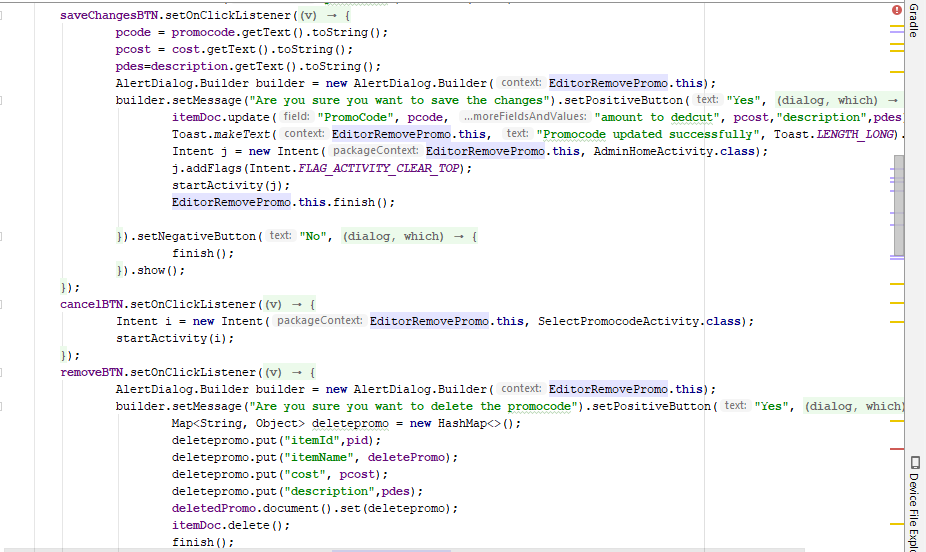 saveChangesBTN.setOnClickListener((v) → {
pcode = promocode.getText().toString();
pcost = cost.getText().toString();
pdes=description.getText().toString();
AlertDialog.Builder builder = new AlertDialog.Builder( context: EditorRemovePromo.this);
builder.setMessage("Are you sure you want to save the changes").setPositiveButton( text: "Yes", (dialog, which) →
itemDoc.update( field: "PromoCode", pcode, ...moreFieldsAndValues: "amount to dedcut", pcost,"description",pdes
Toast.makeText( context: EditorRemovePromo.this, text: "Promocode updated successfully", Toast.LENGTH_LONG).
Intent j = new Intent( packageContext: EditorRemovePromo.this, AdminHomeActivity.class);
j.addFlags(Intent.FLAG_ACTIVITY_CLEAR_TOP);
startActivity(j);
EditorRemovePromo.this.finish();
}).setNegativeButton( text: "No", (dialog, which) → {
finish();
}).show();
});
cancelBTN.setOnClickListener((v) → {
Intent i = new Intent( packageContext: EditorRemovePromo.this, SelectPromocodeActivity.class);
startActivity(i);
});
removeBTN.setOnClickListener((v) → {
AlertDialog.Builder builder = new AlertDialog.Builder( context: EditorRemovePromo.this);
builder.setMessage("Are you sure you want to delete the promocode").setPositiveButton( text: "Yes", (dialog, which)
Map<String, Object> deletepromo = new HashMap<>();
deletepromo.put("itemId",pid);
deletepromo.put("itemName", deletePromo);
deletepromo.put("cost", pcost);
deletepromo.put("description",pdes);
deletedPromo.document().set(deletepromo);
itemDoc.delete();
finish();
Gradle
Device File Explo